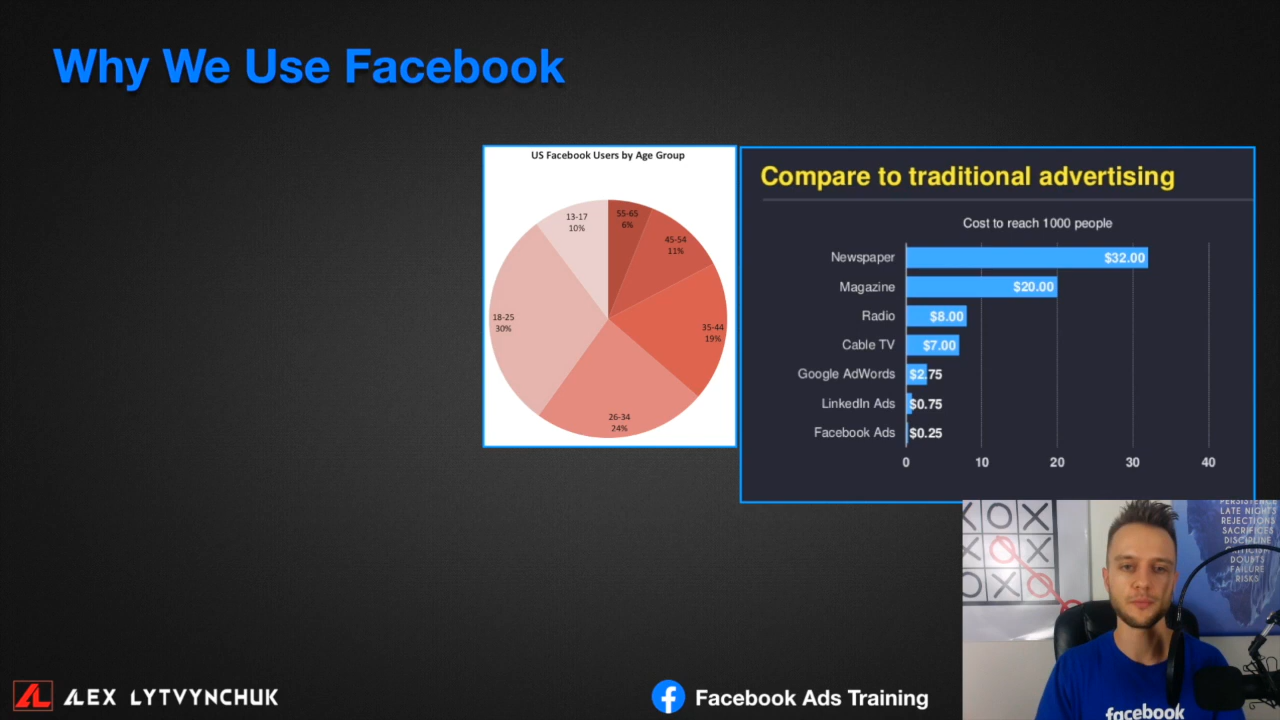 Why We Use Facebook
US Facebook Users by Age Group
13-17
10%
55-65
6%
45-54
11%
18-25
30%
35-44
19%
26-34
24%
Compare to traditional advertising
Cost to reach 1000 people
Newspaper $32.00
Magazine $20.00
Radio $8.00
Cable TV $7.00
Google AdWords $2.75
LinkedIn Ads $0.75
Facebook Ads $0.25
0 10 20 30 40
PERSISTENCE
LATE NIGHTS
REJECTIONS
SACRIFICES
DISCIPLINE
CRITICISM
DOUBTS
FAILURE
RISKS
X O X
X O X
O X O
facebook
AL ALEX LYTVYNCHUK
f Facebook Ads Training